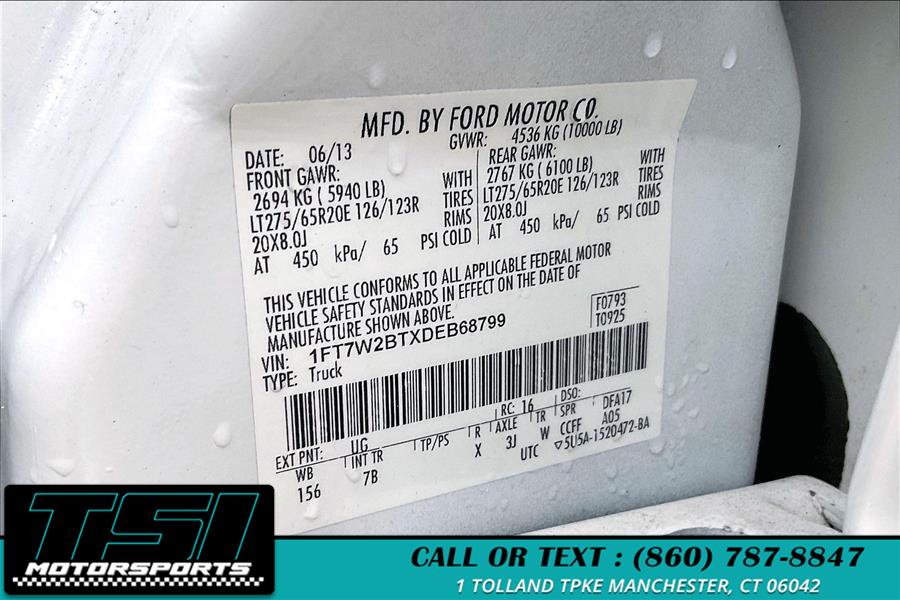 MFD. BY FORD MOTOR CO.
DATE: 06/13
GVWR: 4536 KG (10000 LB)
FRONT GAWR:
2694 KG ( 5940 LB)
LT275/65R20E 126/123R
20X8.0J
AT 450 kPa/ 65 PSI COLD
WITH
TIRES
RIMS
REAR GAWR:
2767 KG ( 6100 LB)
LT275/65R20E 126/123R
20X8.0J
AT 450 kPa/ 65 PSI COLD
WITH
TIRES
RIMS
THIS VEHICLE CONFORMS TO ALL APPLICABLE FEDERAL MOTOR
VEHICLE SAFETY STANDARDS IN EFFECT ON THE DATE OF
MANUFACTURE SHOWN ABOVE.
F0793
T0925
VIN: 1FT7W2BTXDEB68799
TYPE: Truck
EXT PNT: UG
RC: 16
DSO:
WB
INT TR
TP/PS
R
AXLE
TR
SPR
DFA17
156
7B
X
3J
W
CCFF
A05
UTC
▽5U5A-1520472-BA
TSI
MOTORSPORTS
CALL OR TEXT : (860) 787-8847
1 TOLLAND TPKE MANCHESTER, CT 06042